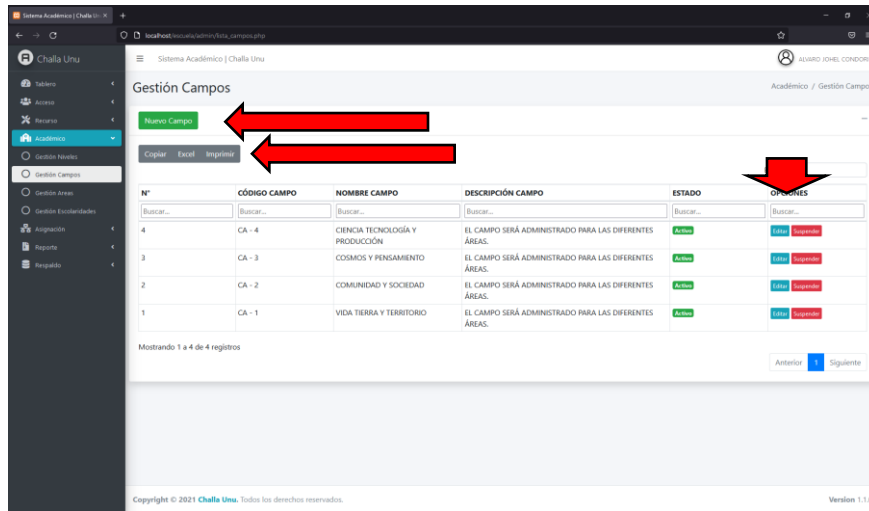 Sistema Académico | Challa Un
localhost/escuela/admin/lista_campos.php
Challa Unu
Sistema Académico | Challa Unu
ALVARO JOHEL CONDORI
Tablero
Acceso
Recurso
Académico
Gestión Niveles
Gestión Campos
Gestión Areas
Gestión Escolaridades
Asignación
Reporte
Respaldo
Gestión Campos
Académico / Gestión Campo
Nuevo Campo
Copiar Excel Imprimir
N° CÓDIGO CAMPO NOMBRE CAMPO DESCRIPCIÓN CAMPO ESTADO OPCIONES
Buscar... Buscar... Buscar... Buscar... Buscar... Buscar...
4 CA - 4 CIENCIA TECNOLOGÍA Y PRODUCCIÓN EL CAMPO SERÁ ADMINISTRADO PARA LAS DIFERENTES ÁREAS. Activo Editar Suspender
3 CA - 3 COSMOS Y PENSAMIENTO EL CAMPO SERÁ ADMINISTRADO PARA LAS DIFERENTES ÁREAS. Activo Editar Suspender
2 CA - 2 COMUNIDAD Y SOCIEDAD EL CAMPO SERÁ ADMINISTRADO PARA LAS DIFERENTES ÁREAS. Activo Editar Suspender
1 CA - 1 VIDA TIERRA Y TERRITORIO EL CAMPO SERÁ ADMINISTRADO PARA LAS DIFERENTES ÁREAS. Activo Editar Suspender
Mostrando 1 a 4 de 4 registros
Anterior 1 Siguiente
Copyright © 2021 Challa Unu. Todos los derechos reservados.
Version 1.1.